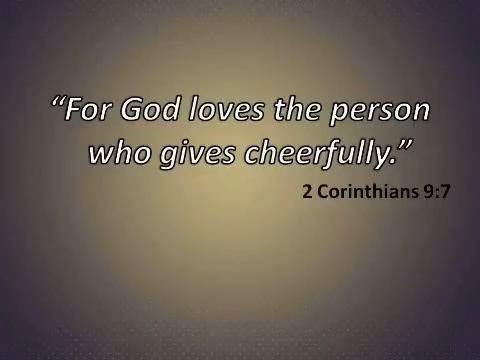 “For God loves the person
who gives cheerfully.”
2 Corinthians 9:7